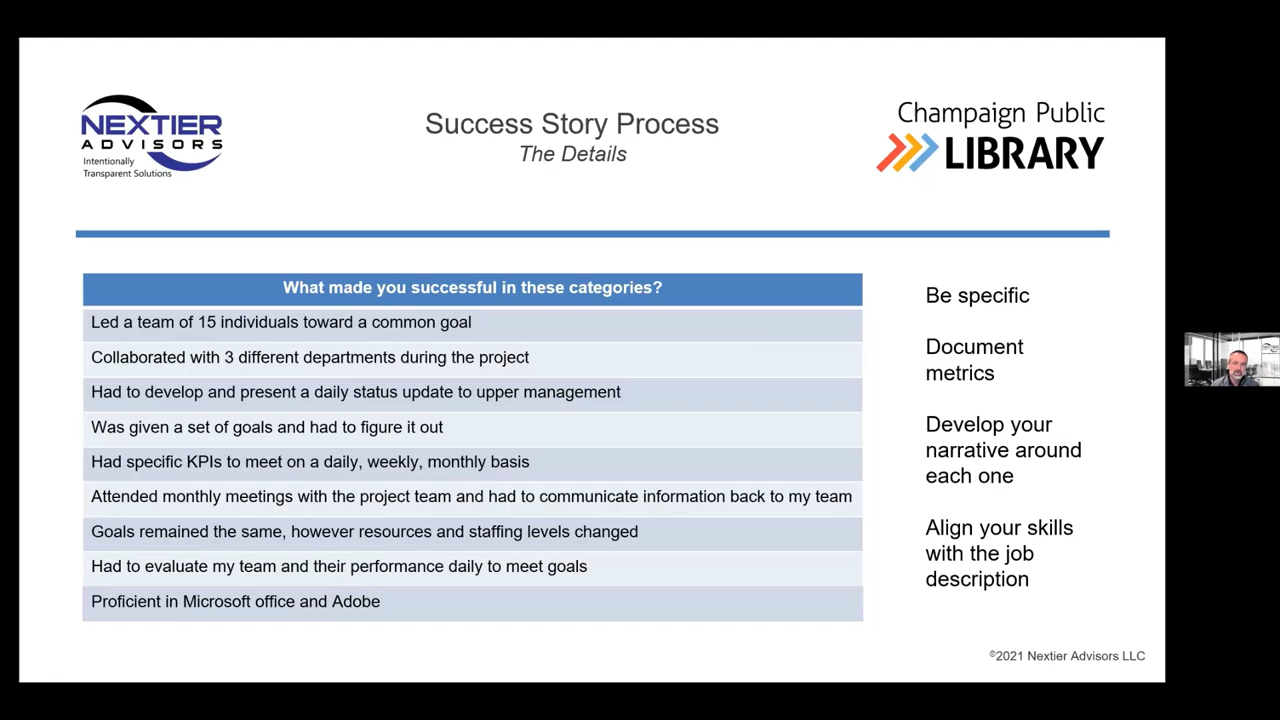 NEXTIER
ADVISORS
Intentionally
Transparent Solutions
Success Story Process
The Details
Champaign Public
LIBRARY
What made you successful in these categories?
Led a team of 15 individuals toward a common goal
Collaborated with 3 different departments during the project
Had to develop and present a daily status update to upper management
Was given a set of goals and had to figure it out
Had specific KPIs to meet on a daily, weekly, monthly basis
Attended monthly meetings with the project team and had to communicate information back to my team
Goals remained the same, however resources and staffing levels changed
Had to evaluate my team and their performance daily to meet goals
Proficient in Microsoft office and Adobe
Be specific
Document
metrics
Develop your
narrative around
each one
Align your skills
with the job
description
©2021 Nextier Advisors LLC
NEXTIER